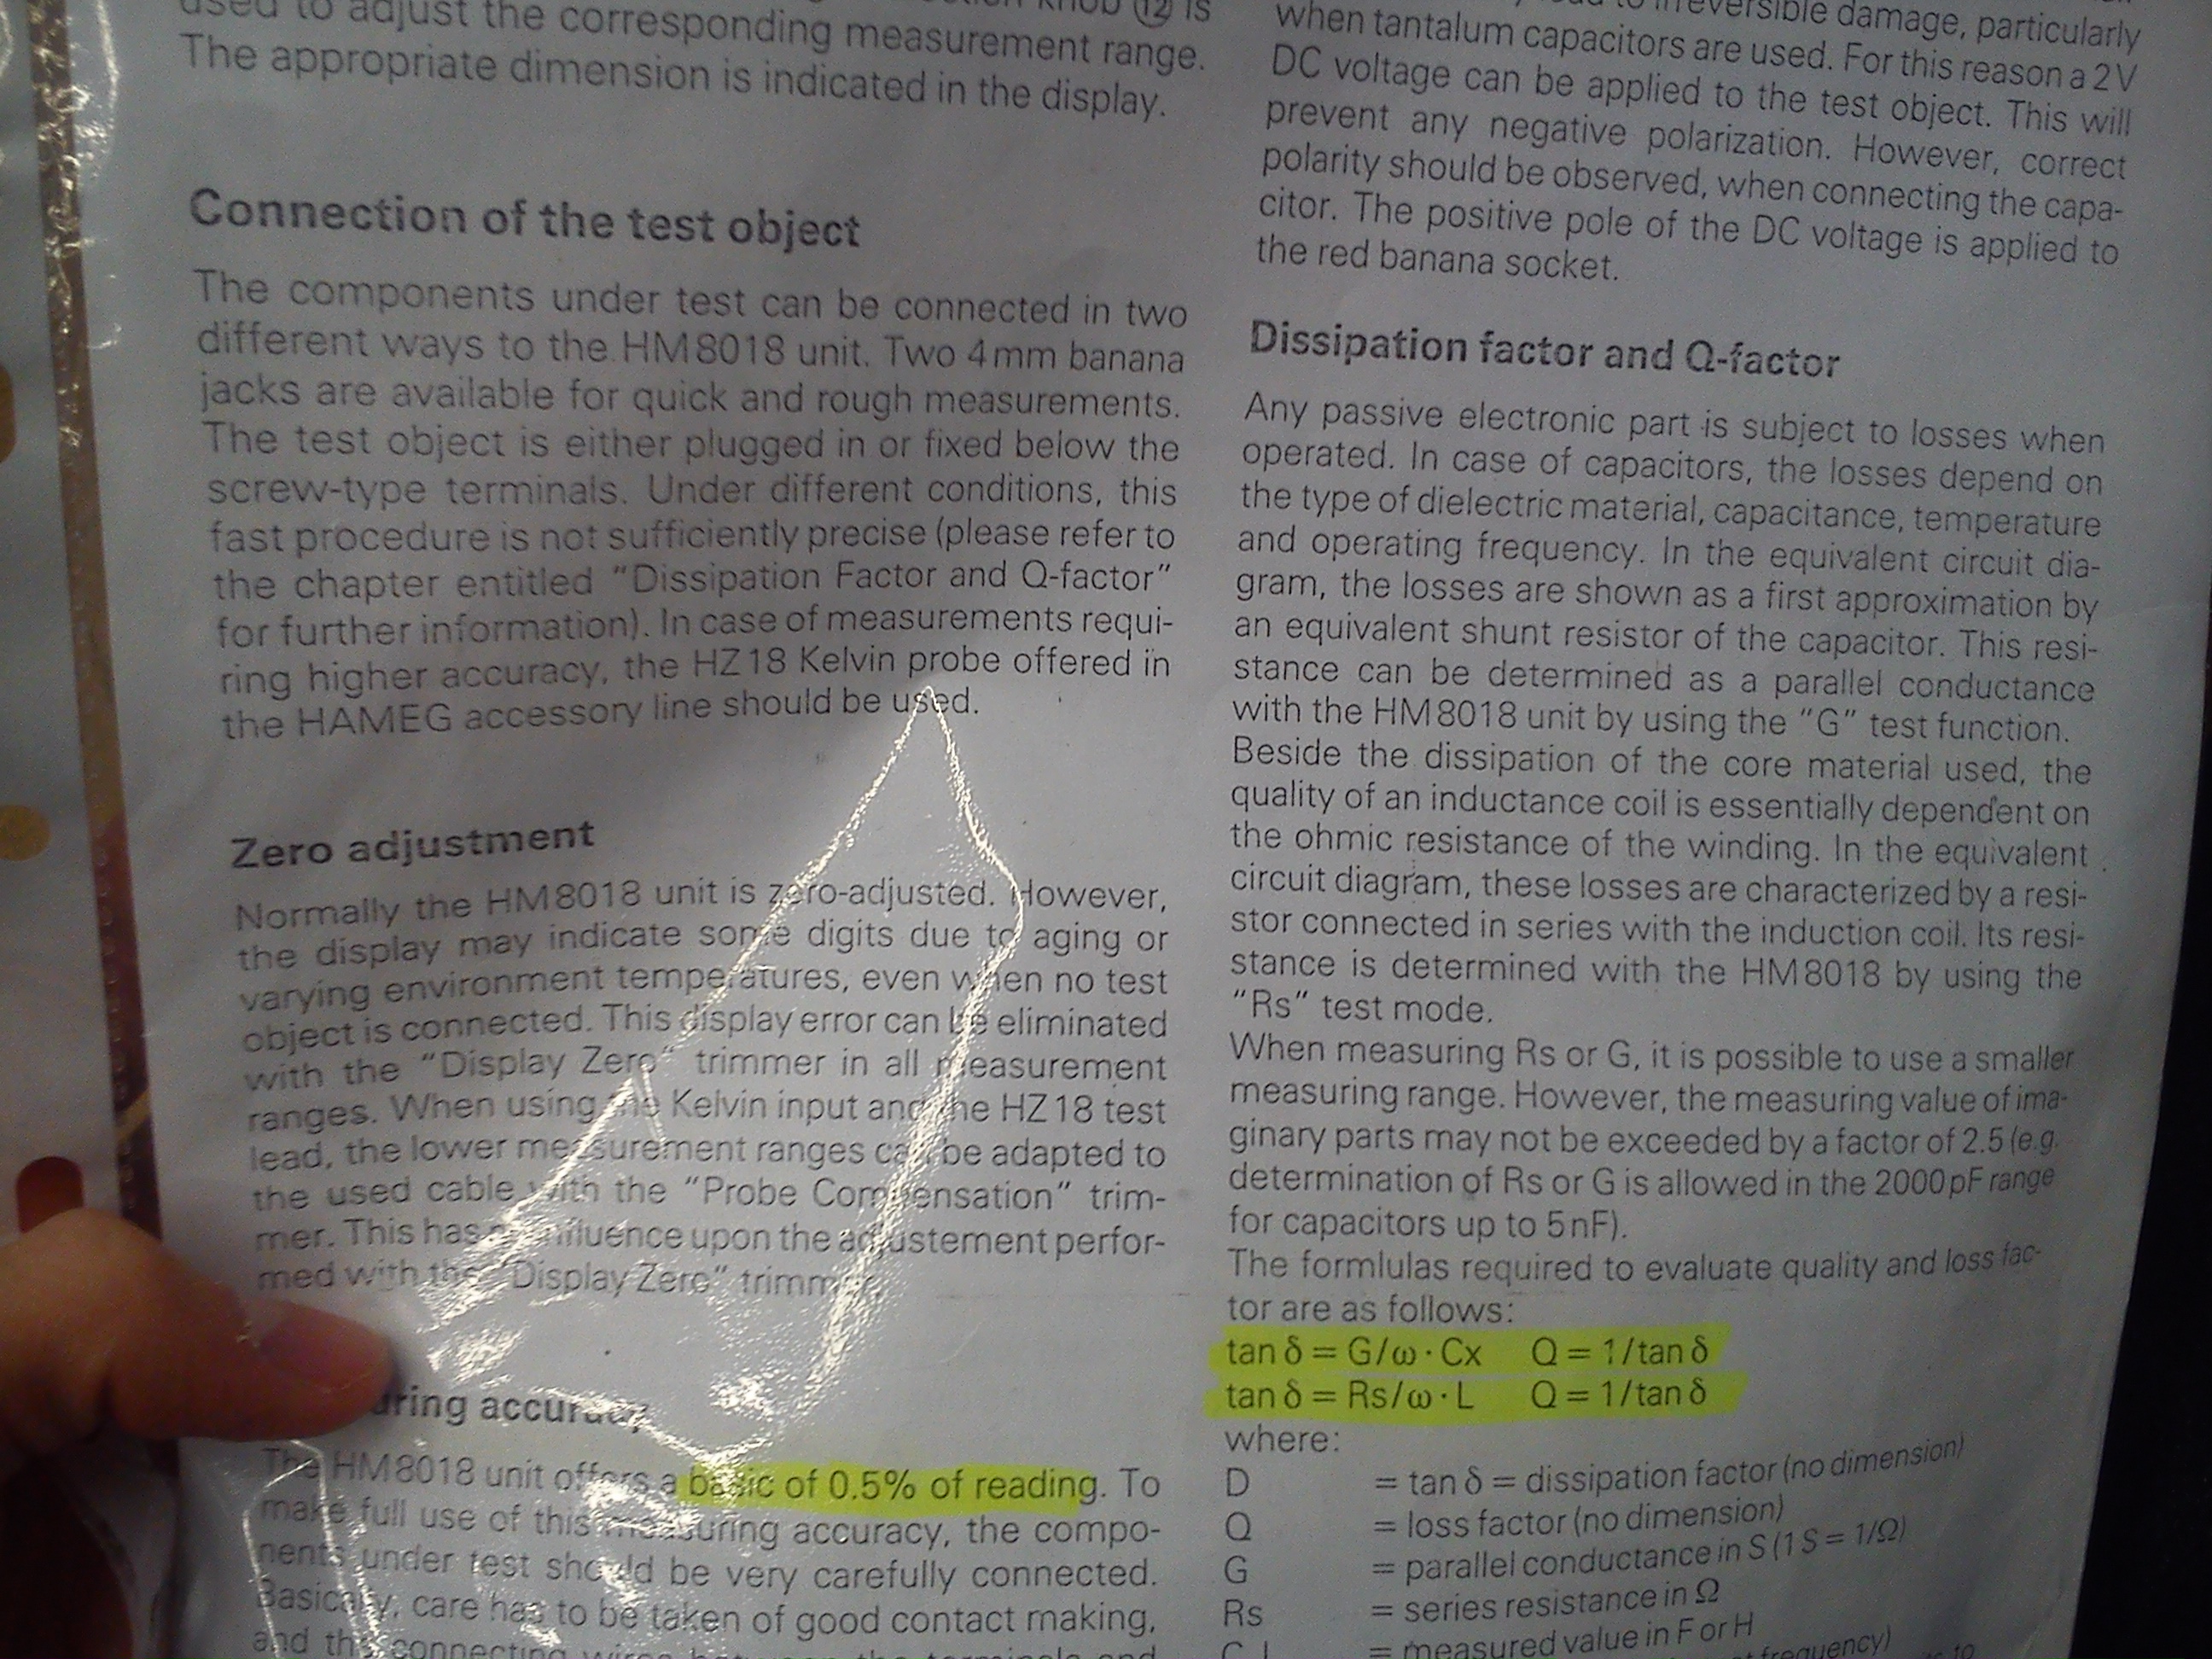 used to adjust the corresponding measurement range.
The appropriate dimension is indicated in the display.
Connection of the test object
The components under test can be connected in two
different ways to the HM8018 unit. Two 4mm banana
jacks are available for quick and rough measurements.
The test object is either plugged in or fixed below the
screw-type terminals. Under different conditions, this
fast procedure is not sufficiently precise (please refer to
the chapter entitled "Dissipation Factor and Q-factor"
for further information). In case of measurements requi-
ring higher accuracy, the HZ18 Kelvin probe offered in
the HAMEG accessory line should be used.
Zero adjustment
Normally the HM8018 unit is zero-adjusted. However,
the display may indicate some digits due to aging or
varying environment temperatures, even when no test
object is connected. This display error can be eliminated
with the "Display Zero" trimmer in all measurement
ranges. When using the Kelvin input and the HZ18 test
lead, the lower measurement ranges can be adapted to
the used cable with the "Probe Compensation" trim-
mer. This has influence upon the adjustement perfor-
med with the "Display Zero" trimmer.
uring accuracy
The HM8018 unit offers a basic of 0.5% of reading. To
make full use of this measuring accuracy, the compo-
nents under test should be very carefully connected.
Basically, care has to be taken of good contact making,
and the connecting wires between the terminals and
irreversible damage, particularly
when tantalum capacitors are used. For this reason a 2V
DC voltage can be applied to the test object. This will
prevent any negative polarization. However, correct
polarity should be observed, when connecting the capa-
citor. The positive pole of the DC voltage is applied to
the red banana socket.
Dissipation factor and Q-factor
Any passive electronic part is subject to losses when
operated. In case of capacitors, the losses depend on
the type of dielectric material, capacitance, temperature
and operating frequency. In the equivalent circuit dia-
gram, the losses are shown as a first approximation by
an equivalent shunt resistor of the capacitor. This resi-
stance can be determined as a parallel conductance
with the HM8018 unit by using the "G" test function.
Beside the dissipation of the core material used, the
quality of an inductance coil is essentially dependent on
the ohmic resistance of the winding. In the equivalent
circuit diagram, these losses are characterized by a resi-
stor connected in series with the induction coil. Its resi-
stance is determined with the HM8018 by using the
"Rs" test mode.
When measuring Rs or G, it is possible to use a smaller
measuring range. However, the measuring value of ima-
ginary parts may not be exceeded by a factor of 2.5 (e.g.
determination of Rs or G is allowed in the 2000pF range
for capacitors up to 5nF).
The formlulas required to evaluate quality and loss fac-
tor are as follows:
tan δ = G/ω · Cx Q = 1/tan δ
tan δ = Rs/ω · L Q = 1/tan δ
where:
D = tan δ = dissipation factor (no dimension)
Q = loss factor (no dimension)
G = parallel conductance in S (1 S = 1/Ω)
Rs = series resistance in Ω
= measured value in F or H
frequency)